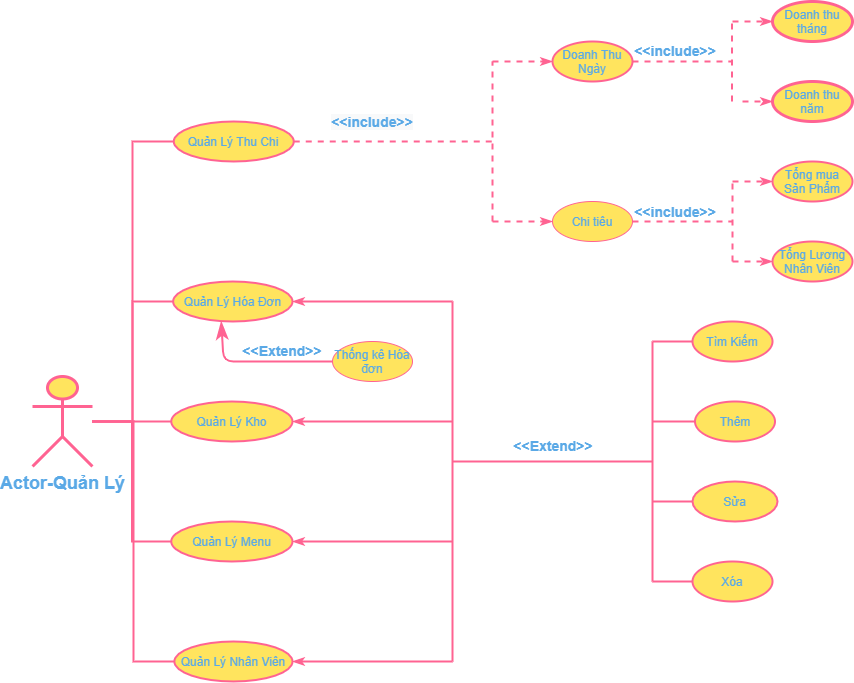 Doanh thu
tháng
Doanh Thu
Ngày
<<include>>
Doanh thu
năm
<<include>>
Quản Lý Thu Chi
Tổng mua
Sản Phẩm
Chi tiêu
<<include>>
Tổng Lương
Nhân Viên
Quản Lý Hóa Đơn
<<Extend>>
Thống kê Hóa
đơn
Tìm Kiếm
Quản Lý Kho
Thêm
<<Extend>>
Actor-Quản Lý
Sửa
Quản Lý Menu
Xóa
Quản Lý Nhân Viên